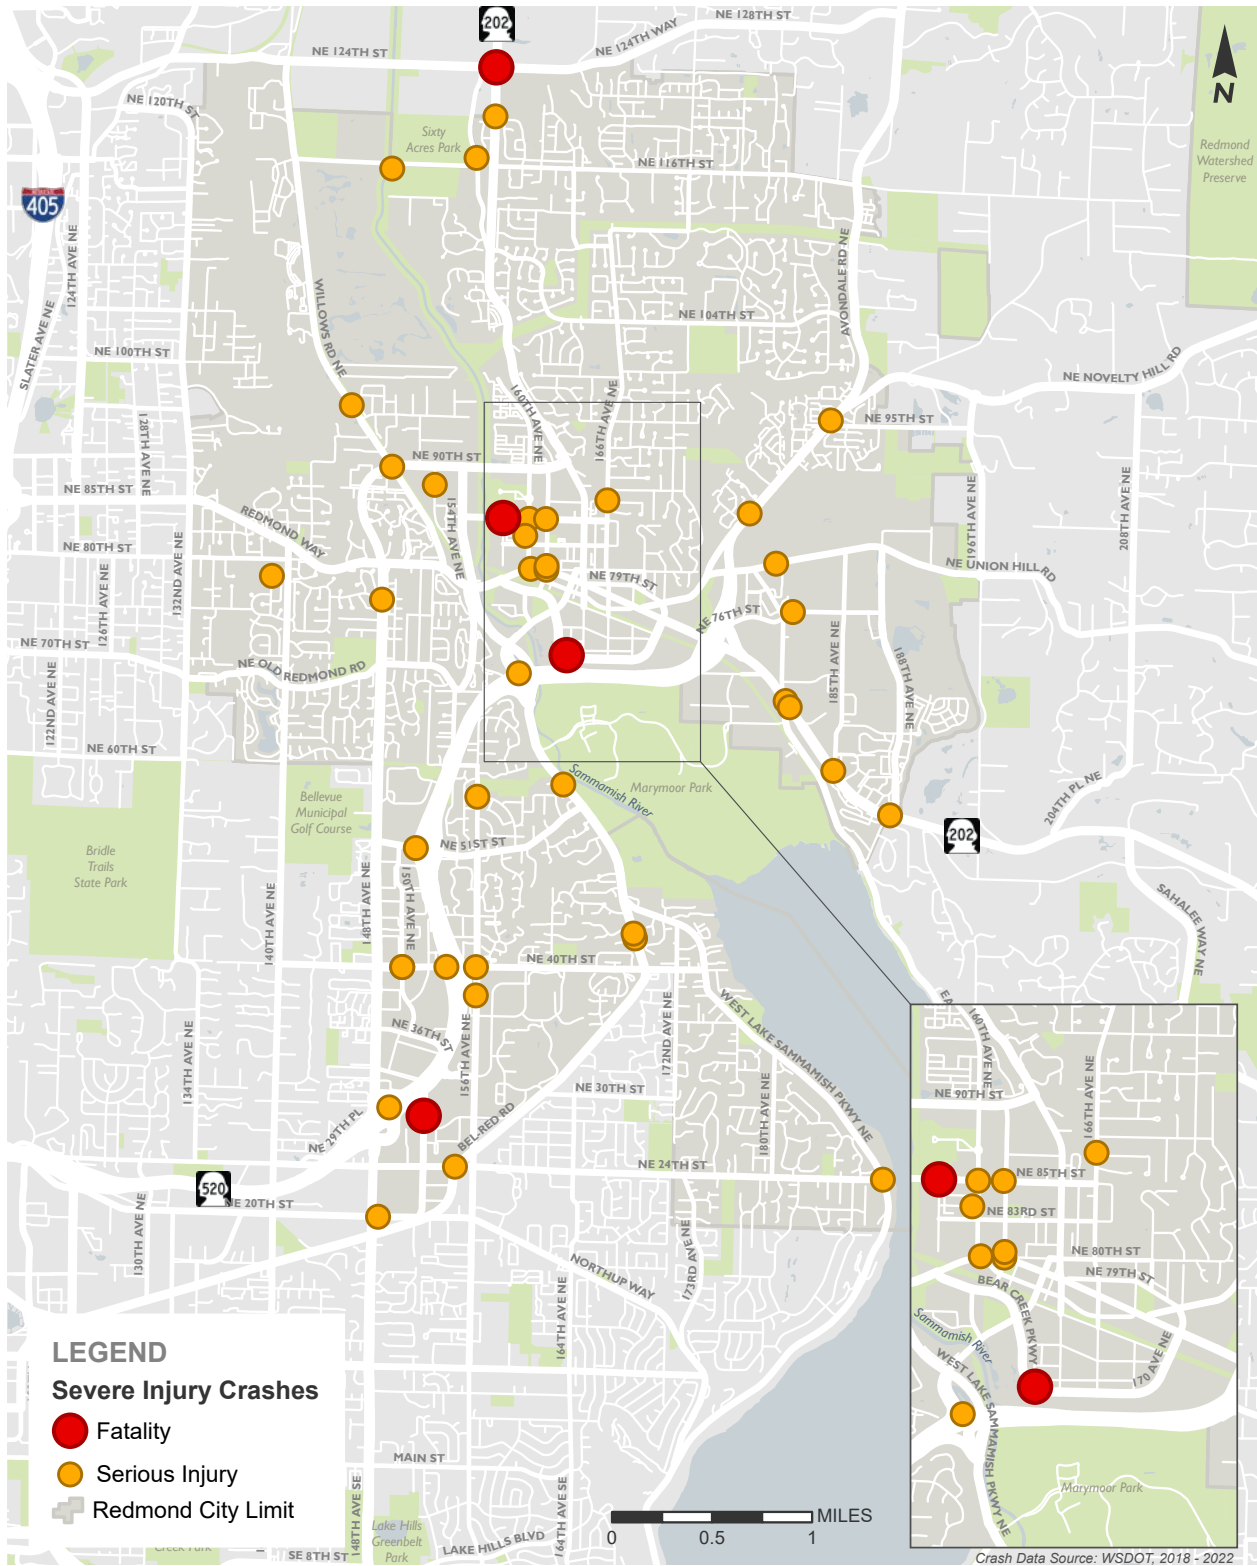 202
NE 128TH ST
NE 124TH WAY
NE 124TH ST
N
NE 120TH ST
Sixty
Acres Park
Redmond
Watershed
Preserve
NE 116TH ST
405
124TH AVE NE
AVONDALE RD NE
WILLOWS RD NE
SLATER AVE NE
NE 104TH ST
NE 100TH ST
NE NOVELTY HILL RD
160TH AVE NE
166TH AVE NE
128TH AVE NE
NE 95TH ST
NE 90TH ST
NE 85TH ST
154TH AVE NE
196TH AVE NE
208TH AVE NE
REDMOND WAY
NE 80TH ST
132ND AVE NE
126TH AVE NE
NE 79TH ST
NE UNION HILL RD
NE 76TH ST
NE 70TH ST
NE OLD REDMOND RD
185TH AVE NE
188TH AVE NE
122ND AVE NE
NE 60TH ST
Sammamish River
Marymoor Park
204TH PL NE
Bellevue
Municipal
Golf Course
202
NE 51ST ST
Bridle
Trails
State Park
150TH AVE NE
148TH AVE NE
140TH AVE NE
SAHALEE WAY NE
NE 40TH ST
WEST LAKE SAMMAMISH PKWY NE
172ND AVE NE
EA
NE 36TH ST
134TH AVE NE
156TH AVE NE
NE 30TH ST
180TH AVE NE
BEL-RED RD
NE 29TH PL
NE 24TH ST
520
NE 20TH ST
130TH AVE NE
173RD AVE NE
NORTHUP WAY
164TH AVE NE
160TH AVE NE
166TH AVE NE
NE 90TH ST
NE 85TH ST
NE 83RD ST
NE 80TH ST
NE 79TH ST
BEAR CREEK PKWY
Sammamish River
WEST LAKE SAMMAMISH PKWY NE
170 AVE NE
Marymoor Park
LEGEND
Severe Injury Crashes
Fatality
Serious Injury
Redmond City Limit
MAIN ST
148TH AVE SE
164TH AVE SE
Lake Hills
Greenbelt
Park
LAKE HILLS BLVD
Creek Park
SE 8TH ST
MILES
0 0.5 1
Crash Data Source: WSDOT, 2018 - 2022